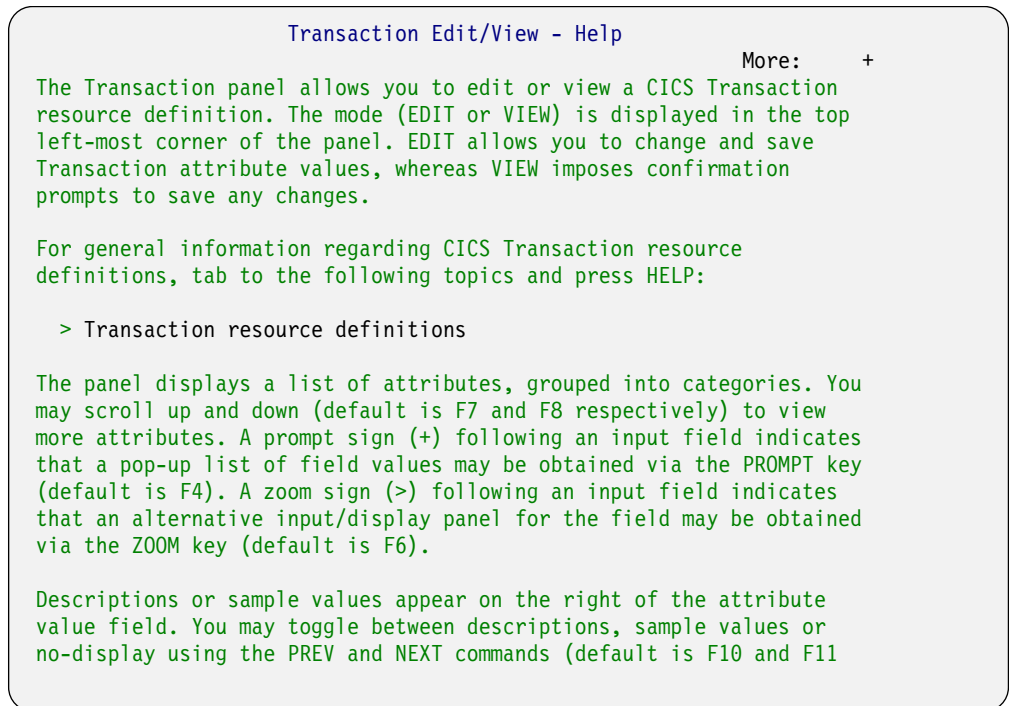 Transaction Edit/View - Help
More: +
The Transaction panel allows you to edit or view a CICS Transaction
resource definition. The mode (EDIT or VIEW) is displayed in the top
left-most corner of the panel. EDIT allows you to change and save
Transaction attribute values, whereas VIEW imposes confirmation
prompts to save any changes.
For general information regarding CICS Transaction resource
definitions, tab to the following topics and press HELP:
> Transaction resource definitions
The panel displays a list of attributes, grouped into categories. You
may scroll up and down (default is F7 and F8 respectively) to view
more attributes. A prompt sign (+) following an input field indicates
that a pop-up list of field values may be obtained via the PROMPT key
(default is F4). A zoom sign (>) following an input field indicates
that an alternative input/display panel for the field may be obtained
via the ZOOM key (default is F6).
Descriptions or sample values appear on the right of the attribute
value field. You may toggle between descriptions, sample values or
no-display using the PREV and NEXT commands (default is F10 and F11